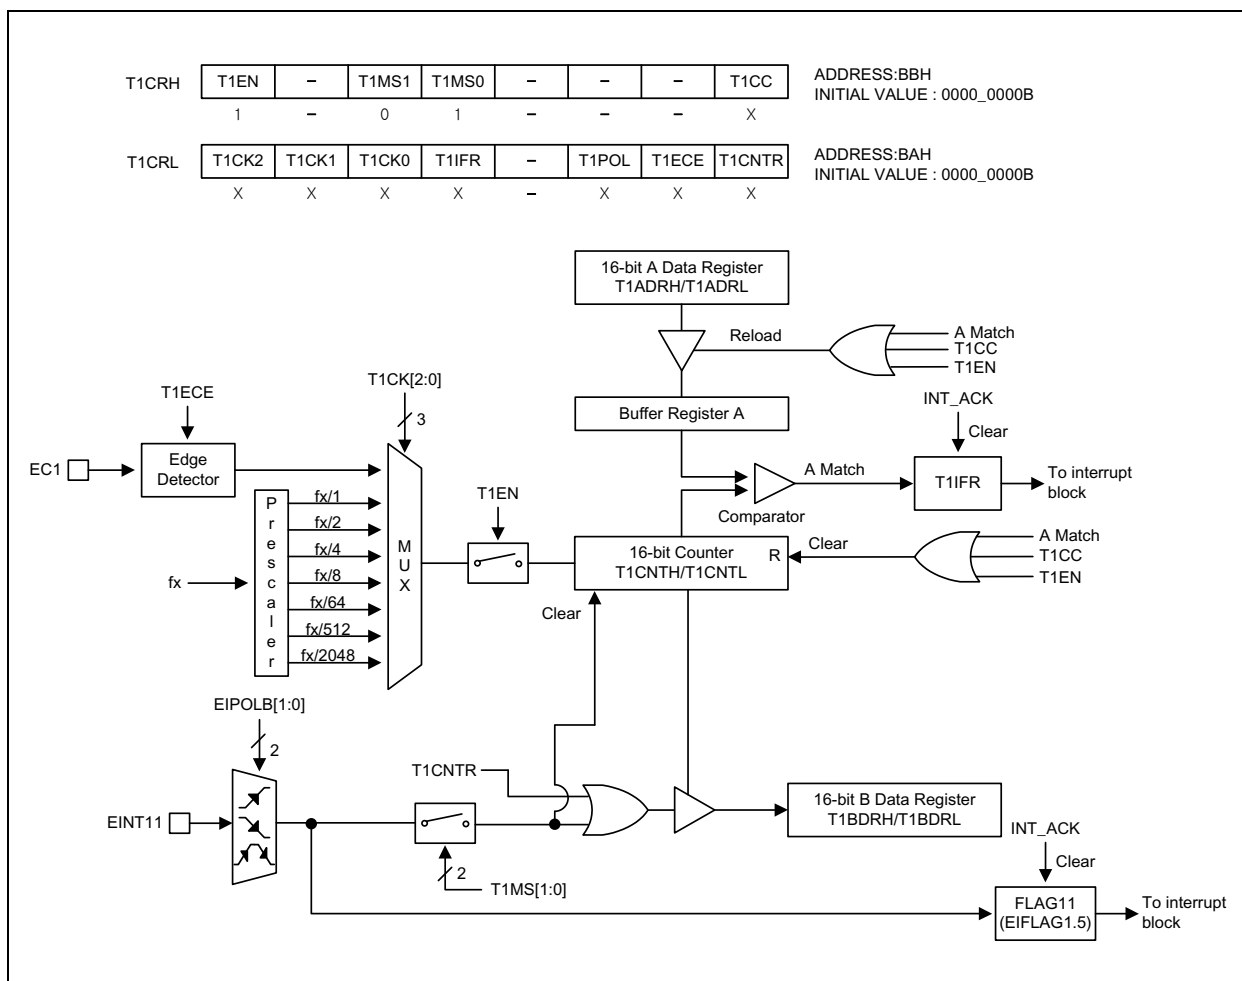 T1CRH T1EN – T1MS1 T1MS0 – – – T1CC ADDRESS:BBH
INITIAL VALUE : 0000_0000B
1 – 0 1 – – – X
T1CRL T1CK2 T1CK1 T1CK0 T1IFR – T1POL T1ECE T1CNTR ADDRESS:BAH
INITIAL VALUE : 0000_0000B
X X X X – X X X
16-bit A Data Register
T1ADRH/T1ADRL
Reload
A Match
T1CC
T1EN
T1CK[2:0]
3
T1ECE
Buffer Register A
INT_ACK
Clear
EC1
Edge
Detector
A Match
T1IFR
To interrupt
block
Comparator
Prescaler
fx/1
fx/2
fx/4
fx/8
fx/64
fx/512
fx/2048
fx
MUX
T1EN
16-bit Counter
T1CNTH/T1CNTL
R
Clear
A Match
T1CC
T1EN
Clear
EIPOLB[1:0]
2
T1CNTR
EINT11
2
T1MS[1:0]
16-bit B Data Register
T1BDRH/T1BDRL
INT_ACK
Clear
FLAG11
(EIFLAG1.5)
To interrupt
block